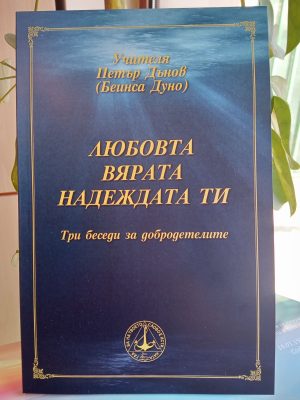 Учителя
Петър Дънов
(Беинса Дуно)
ЛЮБОВТА
ВЯРАТА
НАДЕЖДАТА ТИ
Три беседи за добродетелите